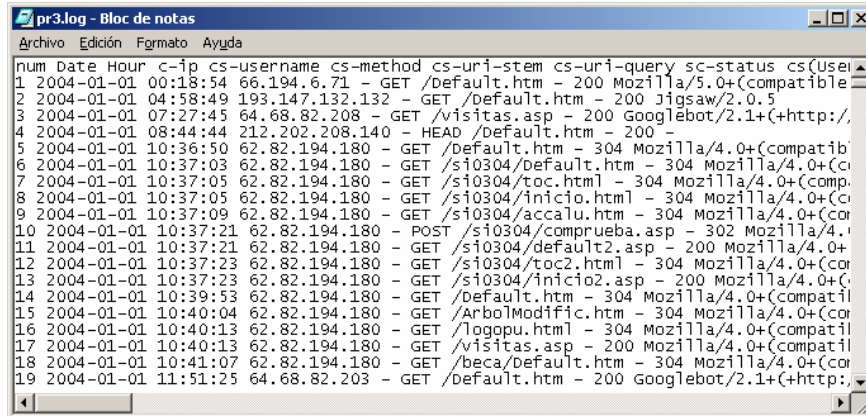 pr3.log - Bloc de notas
Archivo Edición Formato Ayuda
num Date Hour c-ip cs-username cs-method cs-uri-stem cs-uri-query sc-status cs(User
1 2004-01-01 00:18:54 66.194.6.71 - GET /Default.htm - 200 Mozilla/5.0+(compatible
2 2004-01-01 04:58:49 193.147.132.132 - GET /Default.htm - 200 Jigsaw/2.0.5
3 2004-01-01 07:27:45 64.68.82.208 - GET /visitas.asp - 200 Googlebot/2.1+(+http:/
4 2004-01-01 08:44:44 212.202.208.140 - HEAD /Default.htm - 200 -
5 2004-01-01 10:36:50 62.82.194.180 - GET /Default.htm - 304 Mozilla/4.0+(compatib
6 2004-01-01 10:37:03 62.82.194.180 - GET /si0304/Default.htm - 304 Mozilla/4.0+(c
7 2004-01-01 10:37:05 62.82.194.180 - GET /si0304/toc.html - 304 Mozilla/4.0+(comp
8 2004-01-01 10:37:05 62.82.194.180 - GET /si0304/inicio.html - 304 Mozilla/4.0+(c
9 2004-01-01 10:37:09 62.82.194.180 - GET /si0304/accalu.htm - 304 Mozilla/4.0+(co
10 2004-01-01 10:37:21 62.82.194.180 - POST /si0304/comprueba.asp - 302 Mozilla/4.
11 2004-01-01 10:37:21 62.82.194.180 - GET /si0304/default2.asp - 200 Mozilla/4.0+
12 2004-01-01 10:37:23 62.82.194.180 - GET /si0304/toc2.html - 304 Mozilla/4.0+(co
13 2004-01-01 10:37:23 62.82.194.180 - GET /si0304/inicio2.asp - 200 Mozilla/4.0+(
14 2004-01-01 10:39:53 62.82.194.180 - GET /Default.htm - 304 Mozilla/4.0+(compati
15 2004-01-01 10:40:04 62.82.194.180 - GET /ArbolModific.htm - 304 Mozilla/4.0+(co
16 2004-01-01 10:40:13 62.82.194.180 - GET /logopu.html - 304 Mozilla/4.0+(compati
17 2004-01-01 10:40:13 62.82.194.180 - GET /visitas.asp - 200 Mozilla/4.0+(compati
18 2004-01-01 10:41:07 62.82.194.180 - GET /beca/Default.htm - 304 Mozilla/4.0+(co
19 2004-01-01 11:51:25 64.68.82.203 - GET /Default.htm - 200 Googlebot/2.1+(+http: